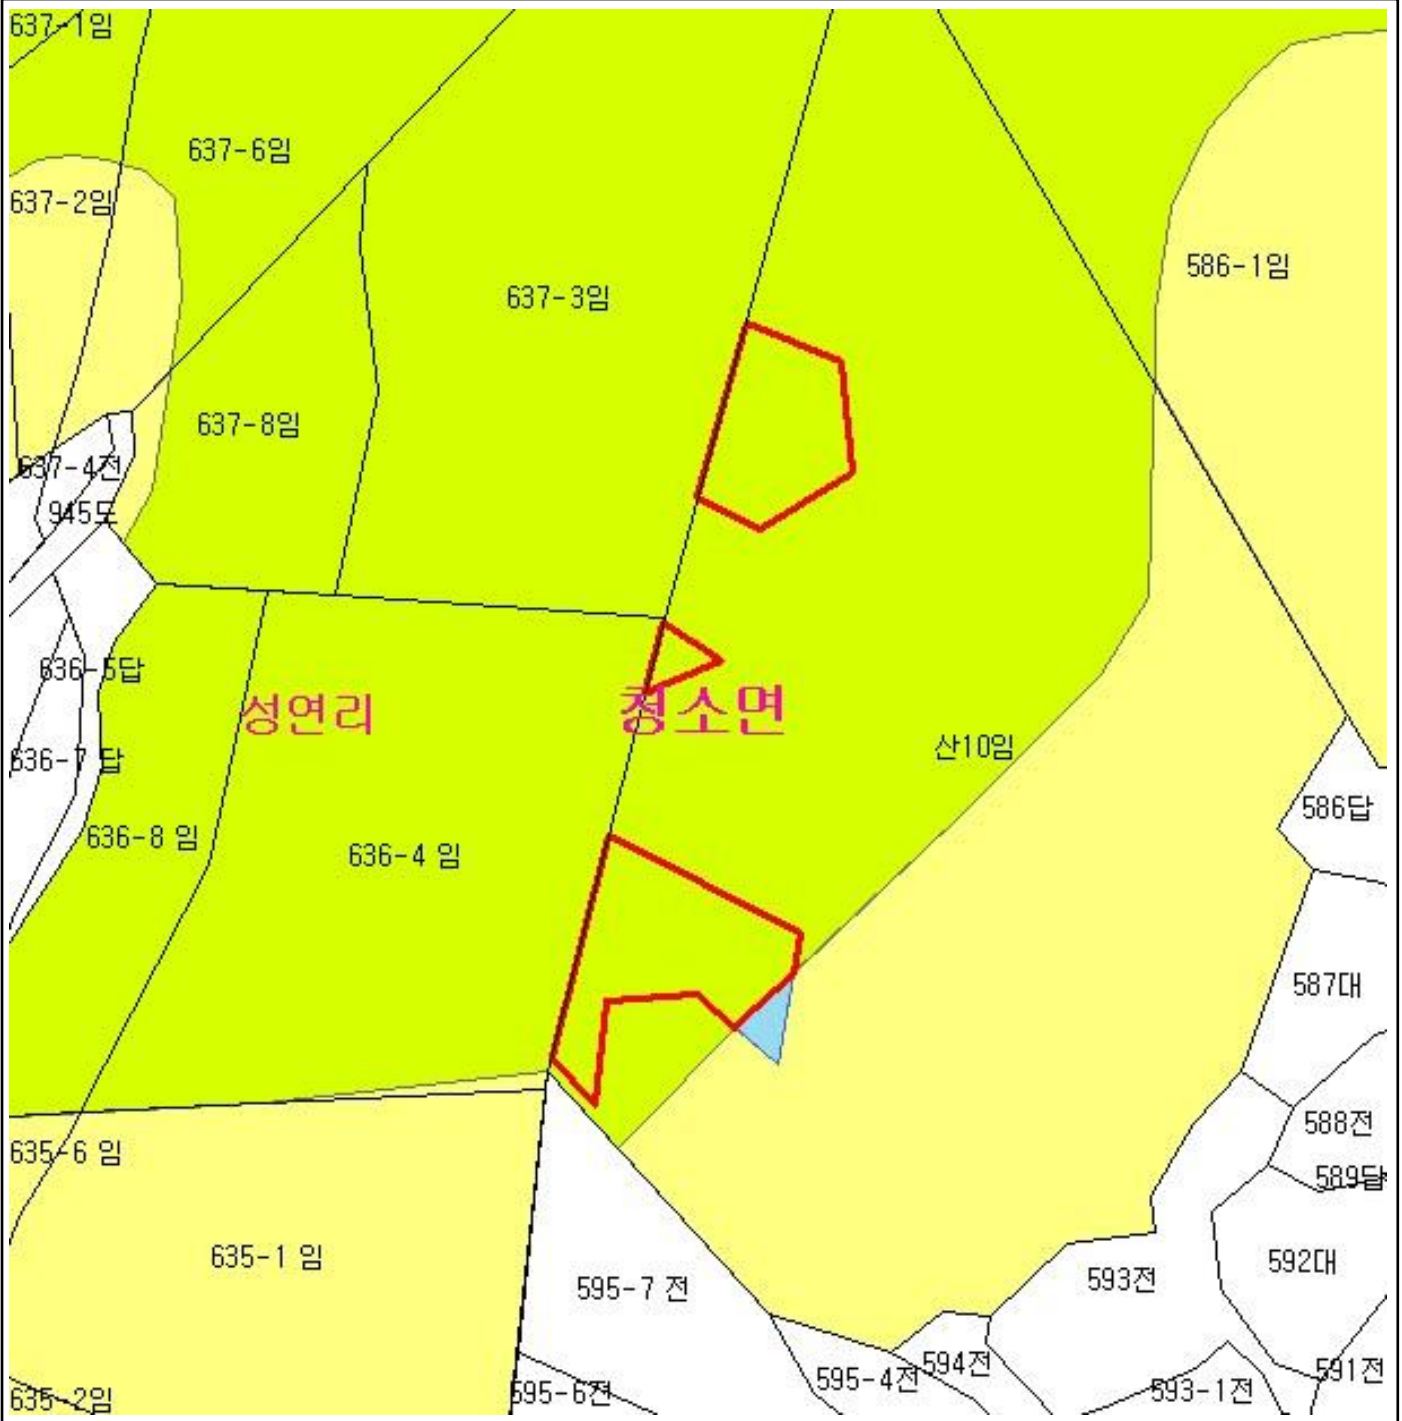 637-1임
637-6임
637-2임
586-1임
637-3임
637-8임
637-4전
945도
636-5답
성연리
청소면
636-7 답
산10임
586답
636-8 임
636-4 임
587대
588전
635-6 임
589답
635-1 임
592대
593전
595-7 전
594전
591전
595-4전
593-1전
595-6전
635-2임